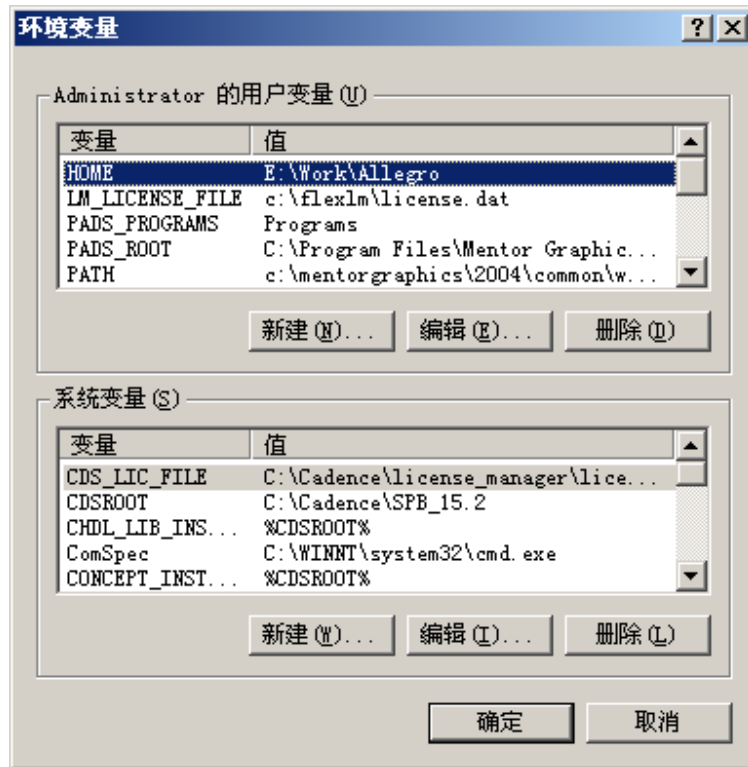 环境变量
Administrator 的用户变量(U)
变量 值
HOME E:\Work\Allegro
LM_LICENSE_FILE c:\flexlm\license.dat
PADS_PROGRAMS Programs
PADS_ROOT C:\Program Files\Mentor Graphic...
PATH c:\mentorgraphics\2004\common\w...
新建(N)... 编辑(E)... 删除(D)
系统变量(S)
变量 值
CDS_LIC_FILE C:\Cadence\license_manager\lice...
CDSROOT C:\Cadence\SPB_15.2
CHDL_LIB_INS... %CDSROOT%
ComSpec C:\WINNT\system32\cmd.exe
CONCEPT_INST... %CDSROOT%
新建(W)... 编辑(I)... 删除(L)
确定 取消